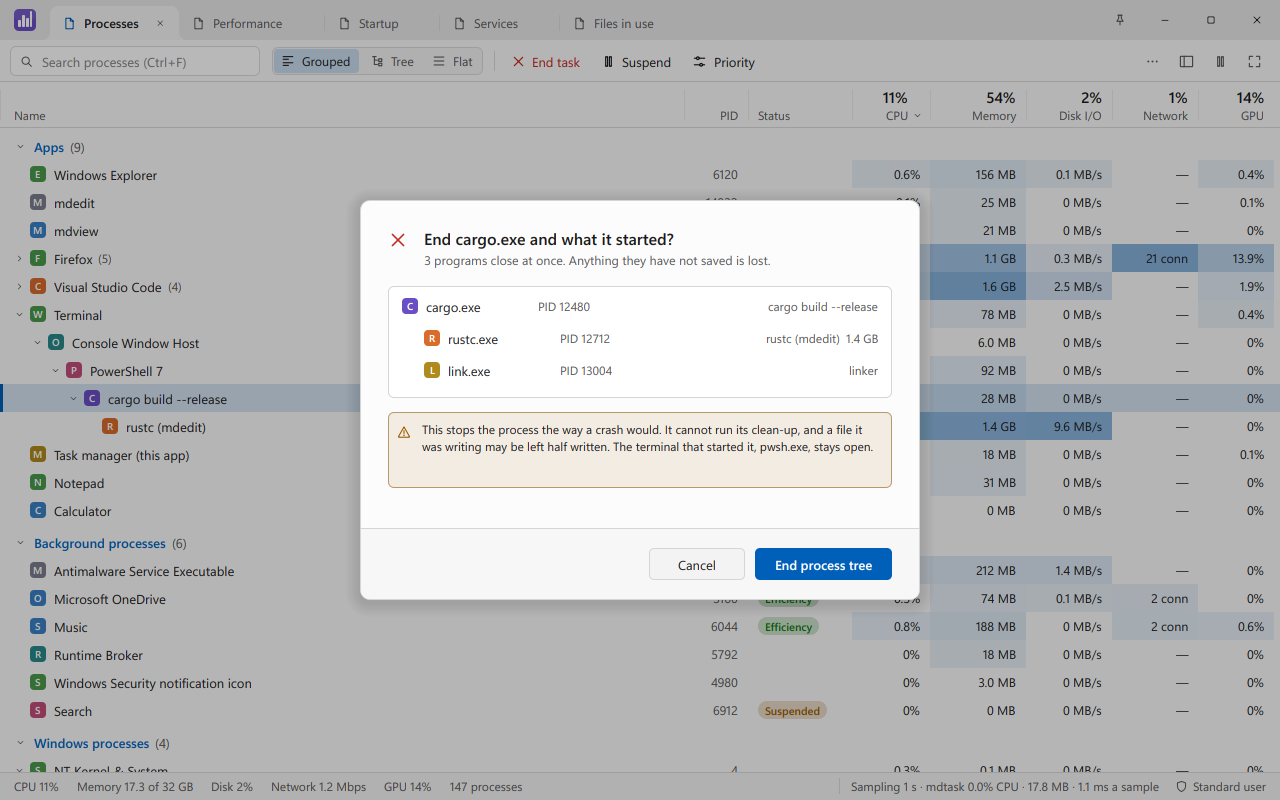 Processes
Performance
Startup
Services
Files in use
Search processes (Ctrl+F)
Grouped
Tree
Flat
End task
Suspend
Priority
11% 54% 2% 1% 14%
Name PID Status CPU Memory Disk I/O Network GPU
Apps (9)
E Windows Explorer 6120 0.6% 156 MB 0.1 MB/s — 0.4%
M mdedit 25 MB 0 MB/s — 0.1%
M mdview 21 MB 0 MB/s — 0%
F Firefox (5) 1.1 GB 0.3 MB/s 21 conn 13.9%
C Visual Studio Code (4) 1.6 GB 2.5 MB/s — 1.9%
W Terminal 78 MB 0 MB/s — 0.4%
O Console Window Host 6.0 MB 0 MB/s — 0%
P PowerShell 7 92 MB 0 MB/s — 0%
C cargo build --release 28 MB 0 MB/s — 0%
R rustc (mdedit) 1.4 GB 9.6 MB/s — 0%
M Task manager (this app) 18 MB 0 MB/s — 0.1%
N Notepad 31 MB 0 MB/s — 0%
C Calculator 0 MB 0 MB/s — 0%
Background processes (6)
M Antimalware Service Executable 212 MB 1.4 MB/s — 0%
O Microsoft OneDrive Efficiency 74 MB 0.1 MB/s 2 conn 0%
S Music 6044 Efficiency 0.8% 188 MB 0 MB/s 2 conn 0.6%
R Runtime Broker 5792 0% 18 MB 0 MB/s — 0%
S Windows Security notification icon 4980 0% 3.0 MB 0 MB/s — 0%
S Search 6912 Suspended 0% 0 MB 0 MB/s — 0%
Windows processes (4)
S NT Kernel & System 4 0.3% 0.1 MB 0 MB/s — 0%
End cargo.exe and what it started?
3 programs close at once. Anything they have not saved is lost.
C cargo.exe PID 12480 cargo build --release
R rustc.exe PID 12712 rustc (mdedit) 1.4 GB
L link.exe PID 13004 linker
This stops the process the way a crash would. It cannot run its clean-up, and a file it
was writing may be left half written. The terminal that started it, pwsh.exe, stays open.
Cancel
End process tree
CPU 11% Memory 17.3 of 32 GB Disk 2% Network 1.2 Mbps GPU 14% 147 processes
Sampling 1 s · mdtask 0.0% CPU · 17.8 MB · 1.1 ms a sample
Standard user